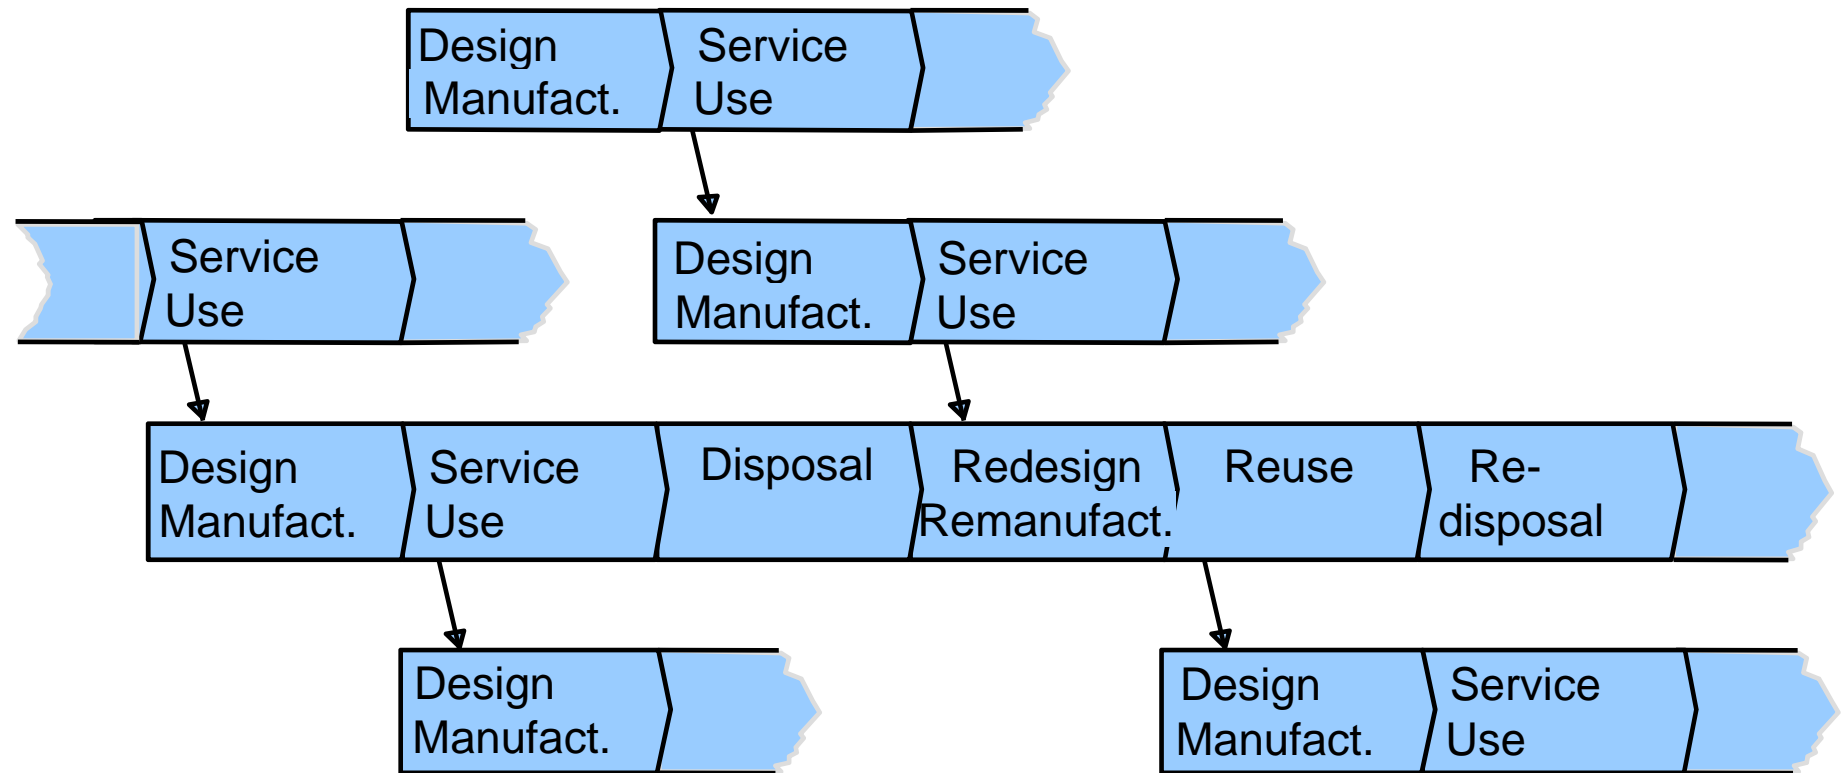 Design
Manufact.
Service
Use
Service
Use
Design
Manufact.
Service
Use
Design
Manufact.
Service
Use
Disposal
Redesign
Remanufact.
Reuse
Re-
disposal
Design
Manufact.
Design
Manufact.
Service
Use